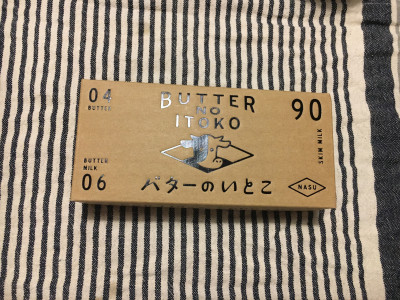 04
BUTTER
BUTTER
NO
ITOKO
90
SKIM MILK
BUTTER
MILK
06
バターのいとこ
NASU